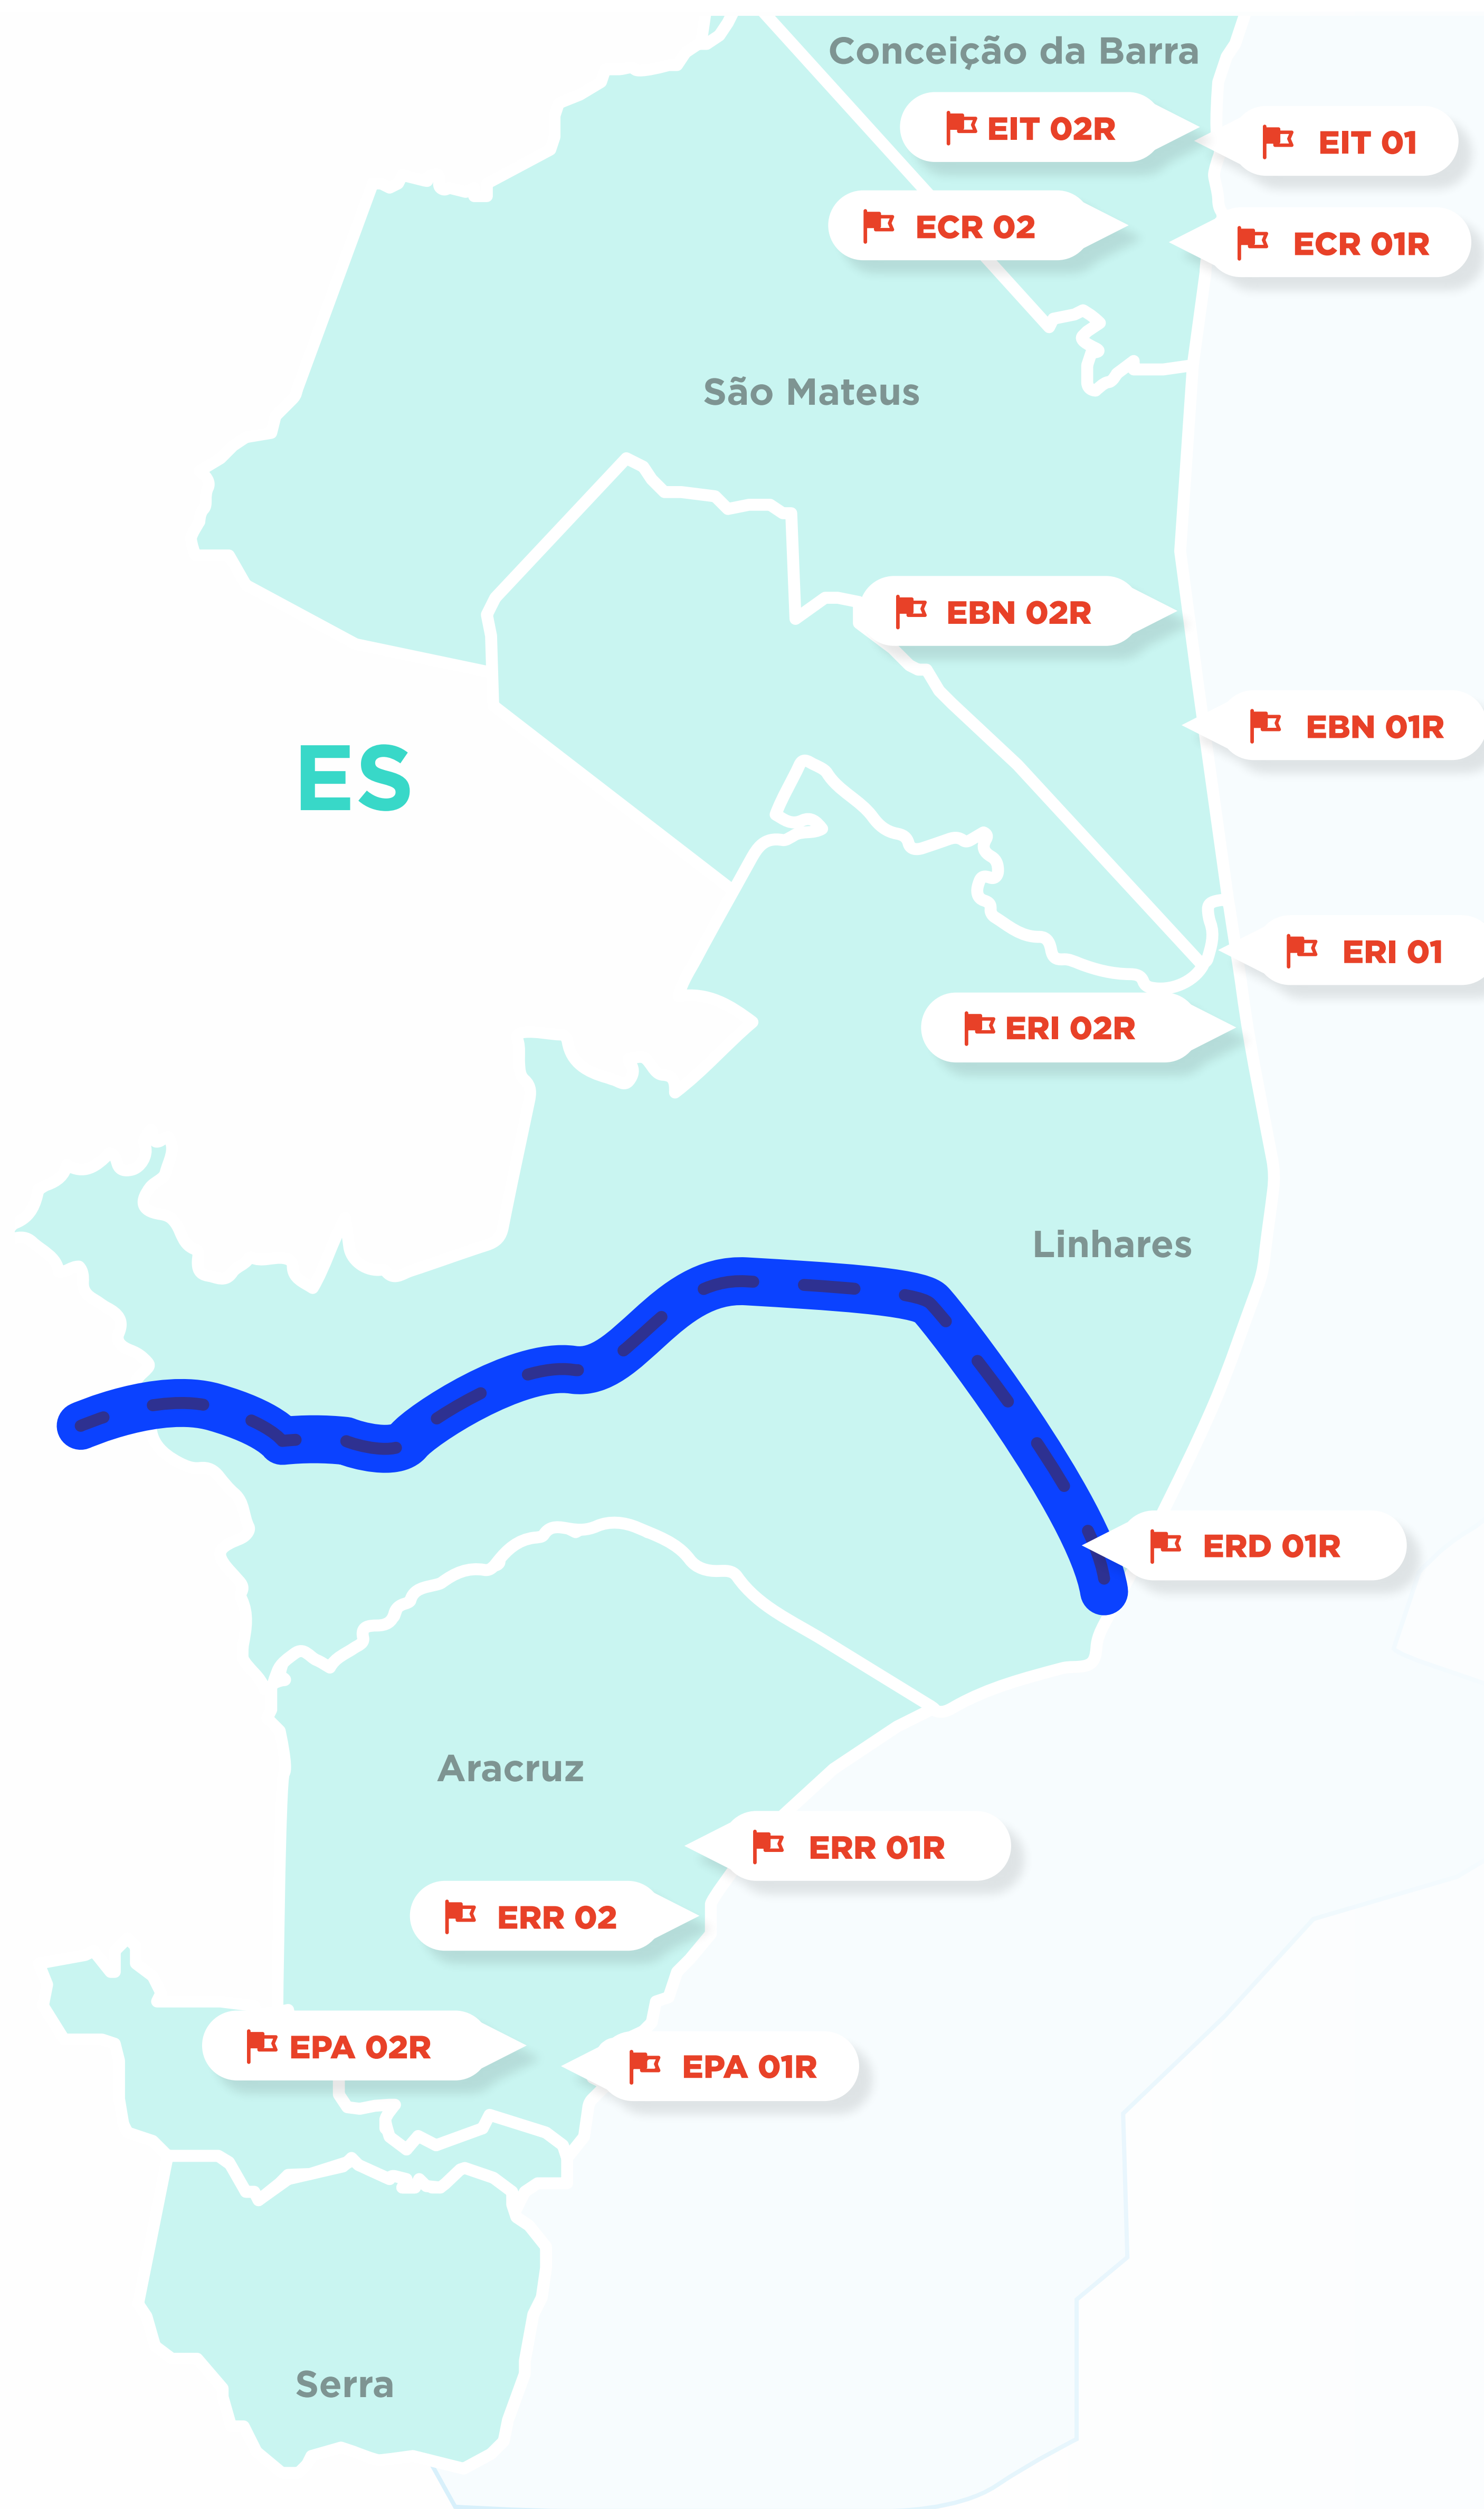 Conceição da Barra
EIT 02R
EIT 01
ECR 02
ECR 01R
São Mateus
EBN 02R
EBN 01R
ES
ERI 01
ERI 02R
Linhares
ERD 01R
Aracruz
ERR 01R
ERR 02
EPA 02R
EPA 01R
Serra